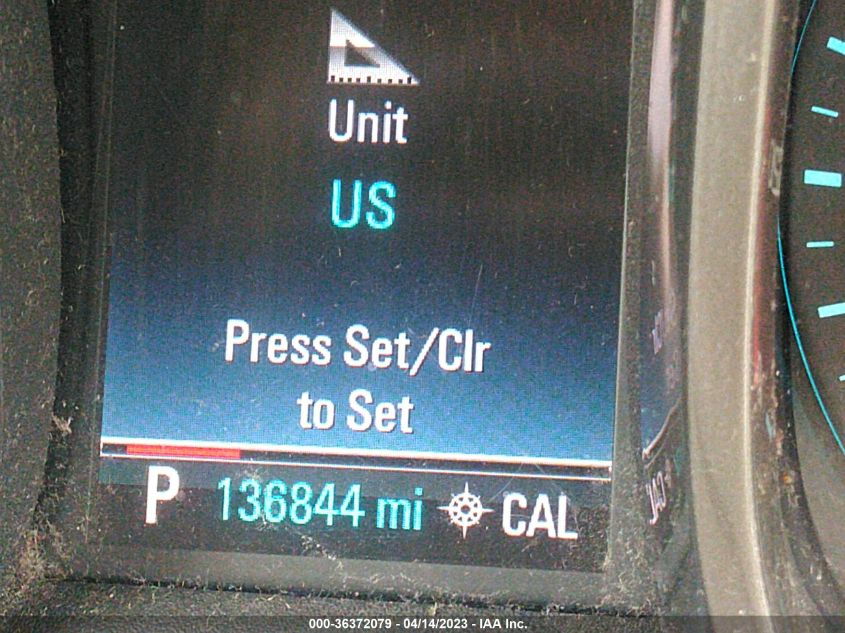 Unit
US
Press Set/Clr
to Set
P 136844 mi CAL
000-36372079 - 04/14/2023 - IAA Inc.